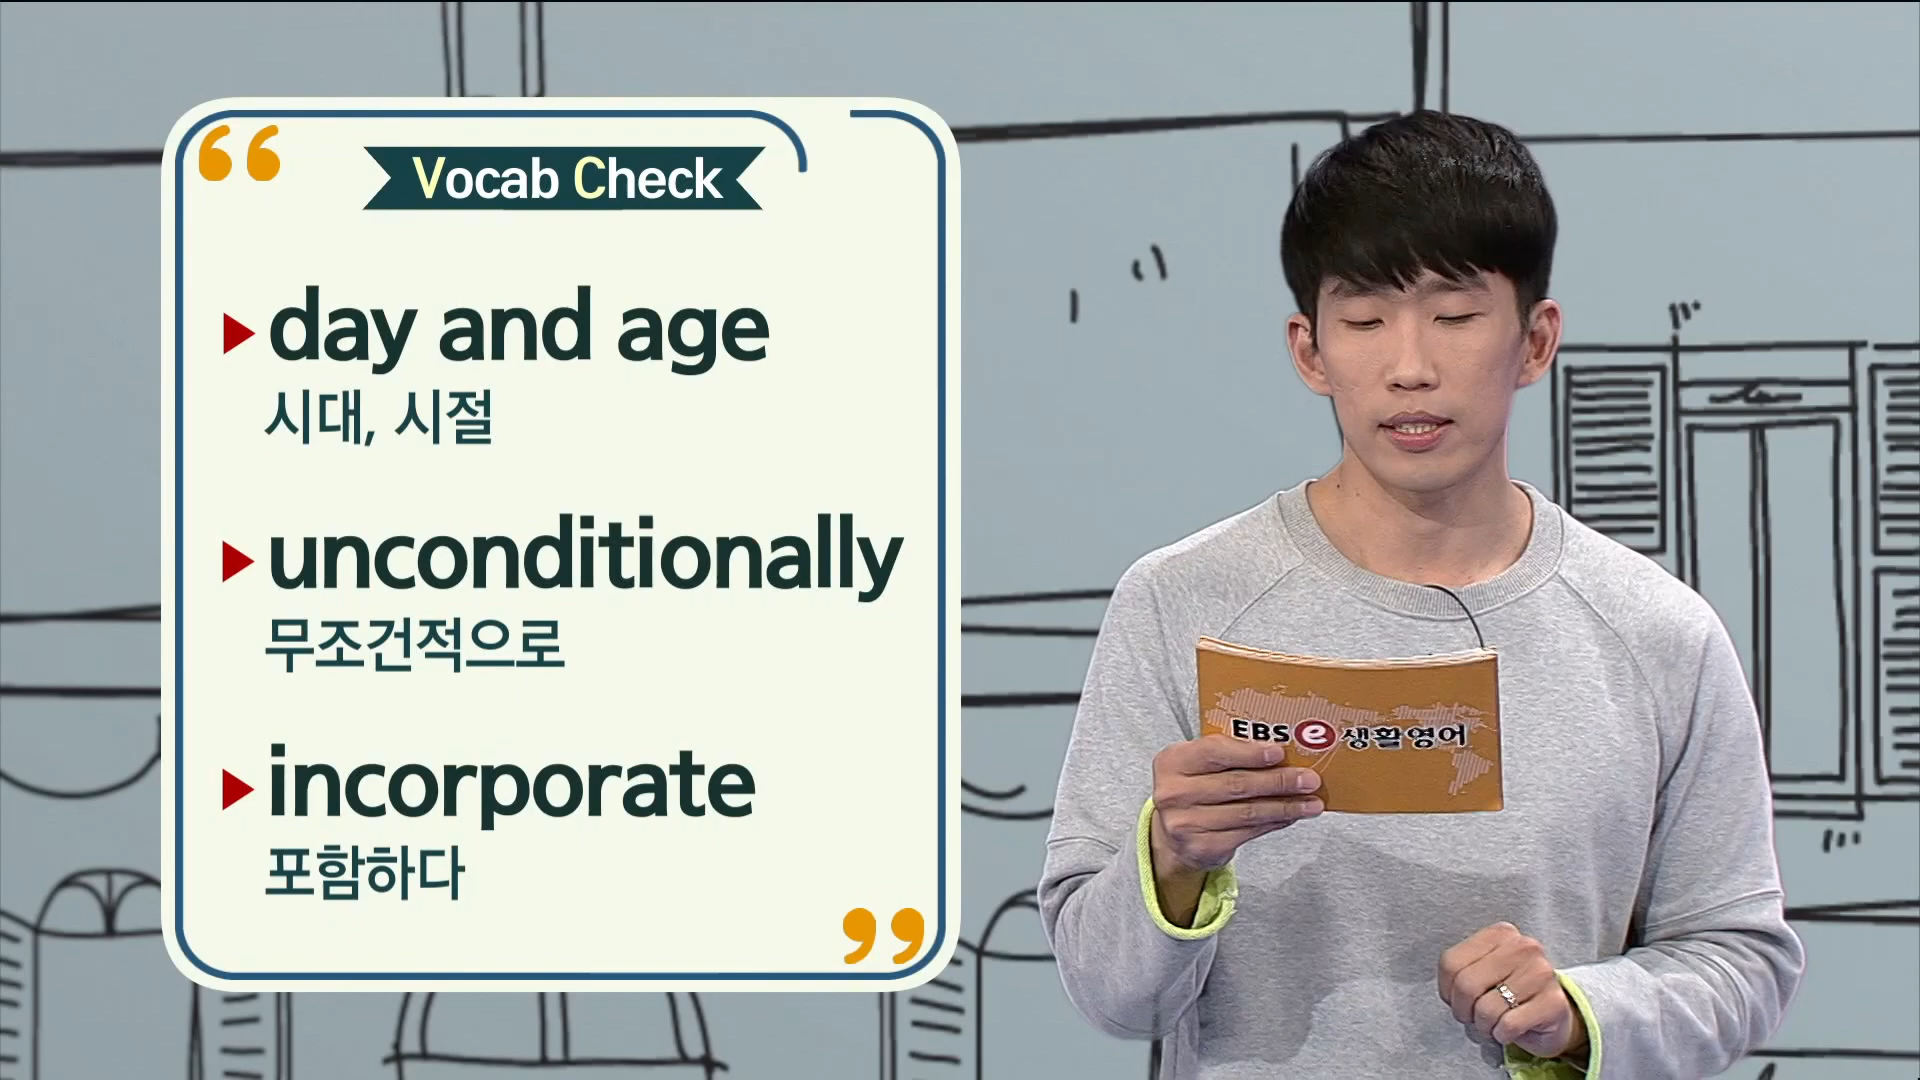 Vocab Check
day and age
시대, 시절
unconditionally
무조건적으로
incorporate
포함하다
EBS e 생활영어